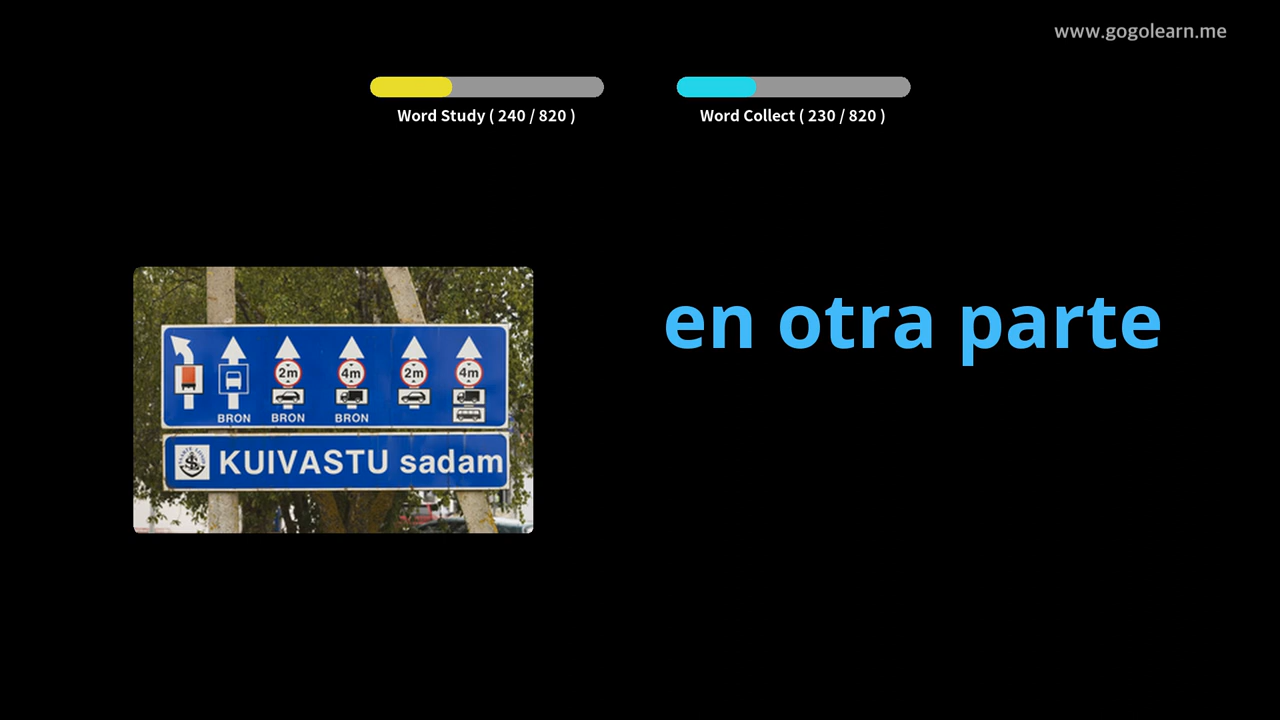 www.gogolearn.me
Word Study ( 240 / 820 )
Word Collect ( 230 / 820 )
en otra parte
2m 4m 2m 4m
BRON BRON BRON
KUIVASTU sadam